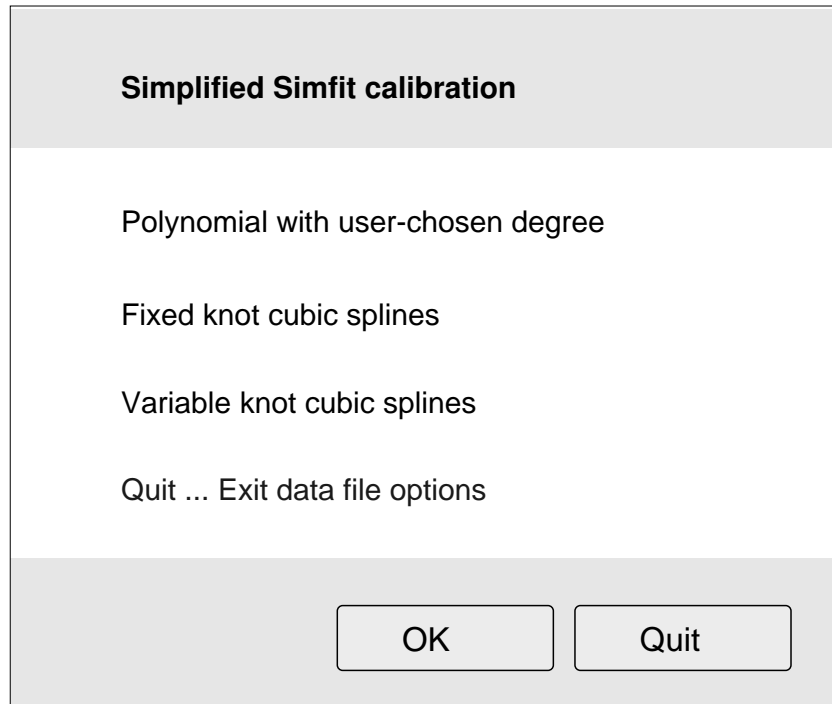 Simplified Simfit calibration
Polynomial with user-chosen degree
Fixed knot cubic splines
Variable knot cubic splines
Quit ... Exit data file options
OK
Quit